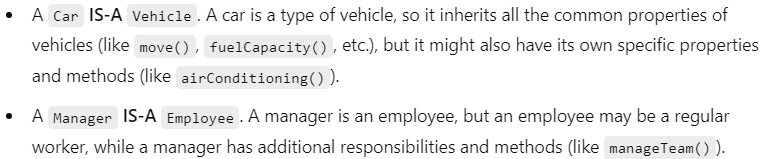 • A Car IS-A Vehicle. A car is a type of vehicle, so it inherits all the common properties of
vehicles (like move(), fuelCapacity(), etc.), but it might also have its own specific properties
and methods (like airConditioning()).
• A Manager IS-A Employee. A manager is an employee, but an employee may be a regular
worker, while a manager has additional responsibilities and methods (like manageTeam()).